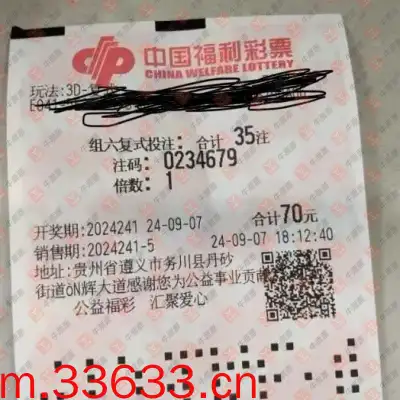 中国福利彩票
CHINA WELFARE LOTTERY
玩法:3D-
组六复式投注: 合计 35注
注码: 0234679
倍数: 1
开奖期:2024241 24-09-07 合计70元
销售期:2024241-5 24-09-07 18:12:40
地址:贵州省遵义市务川县丹砂
街道ōN辉大道感谢您为公益事业贡献
公益福彩 汇聚爱心
m.33633.cn